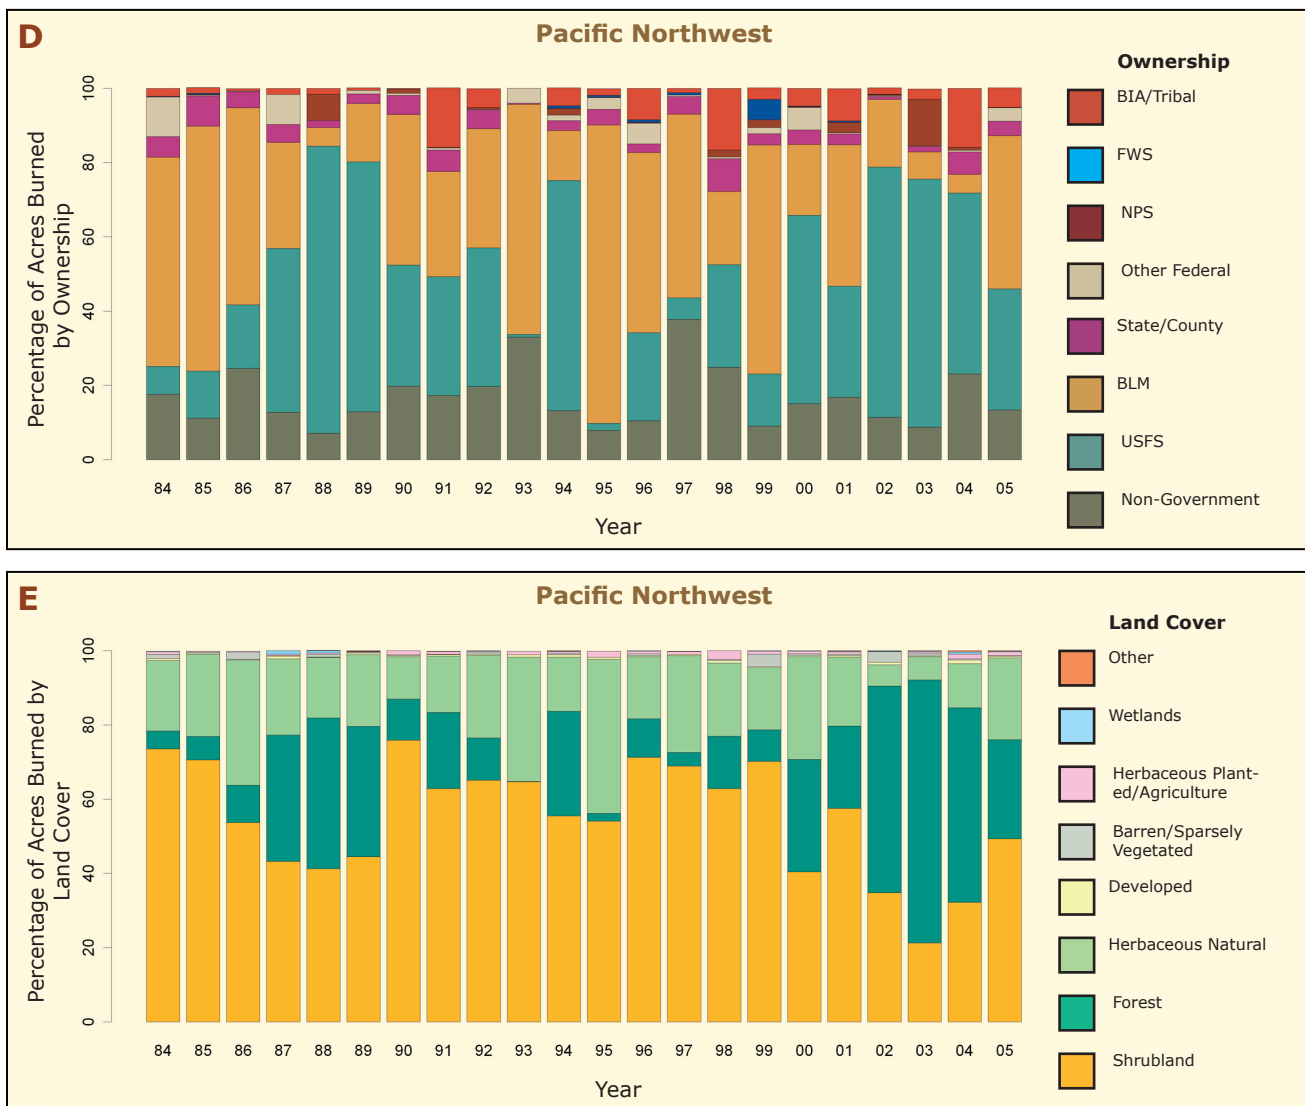 D
Pacific Northwest
Percentage of Acres Burned
by Ownership
100
80
60
40
20
0
84 85 86 87 88 89 90 91 92 93 94 95 96 97 98 99 00 01 02 03 04 05
Year
Ownership
BIA/Tribal
FWS
NPS
Other Federal
State/County
BLM
USFS
Non-Government
E
Pacific Northwest
Percentage of Acres Burned by
Land Cover
100
80
60
40
20
0
84 85 86 87 88 89 90 91 92 93 94 95 96 97 98 99 00 01 02 03 04 05
Year
Land Cover
Other
Wetlands
Herbaceous Plant-
ed/Agriculture
Barren/Sparsely
Vegetated
Developed
Herbaceous Natural
Forest
Shrubland